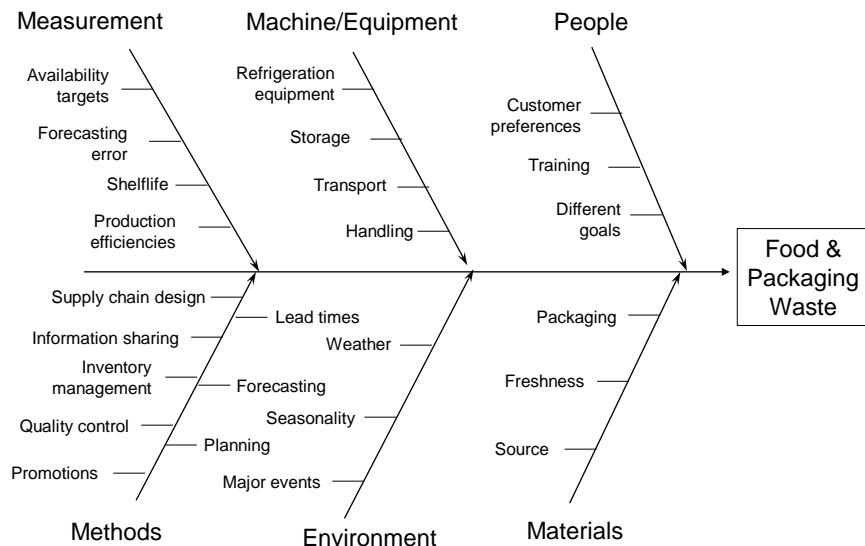 Measurement
Machine/Equipment
People
Availability
targets
Forecasting
error
Shelflife
Production
efficiencies
Refrigeration
equipment
Storage
Transport
Handling
Customer
preferences
Training
Different
goals
Food &
Packaging
Waste
Supply chain design
Lead times
Information sharing
Inventory
management
Forecasting
Quality control
Planning
Promotions
Weather
Seasonality
Major events
Packaging
Freshness
Source
Methods
Environment
Materials